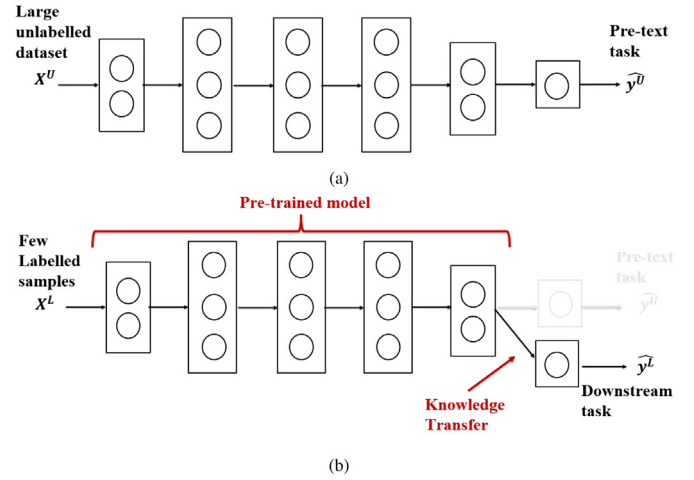 Large
unlabelled
dataset
X^U
Pre-text
task
ŷ^U
(a)
Pre-trained model
Few
Labelled
samples
X^L
Pre-text
task
ŷ^U
ŷ^L
Downstream
task
Knowledge
Transfer
(b)